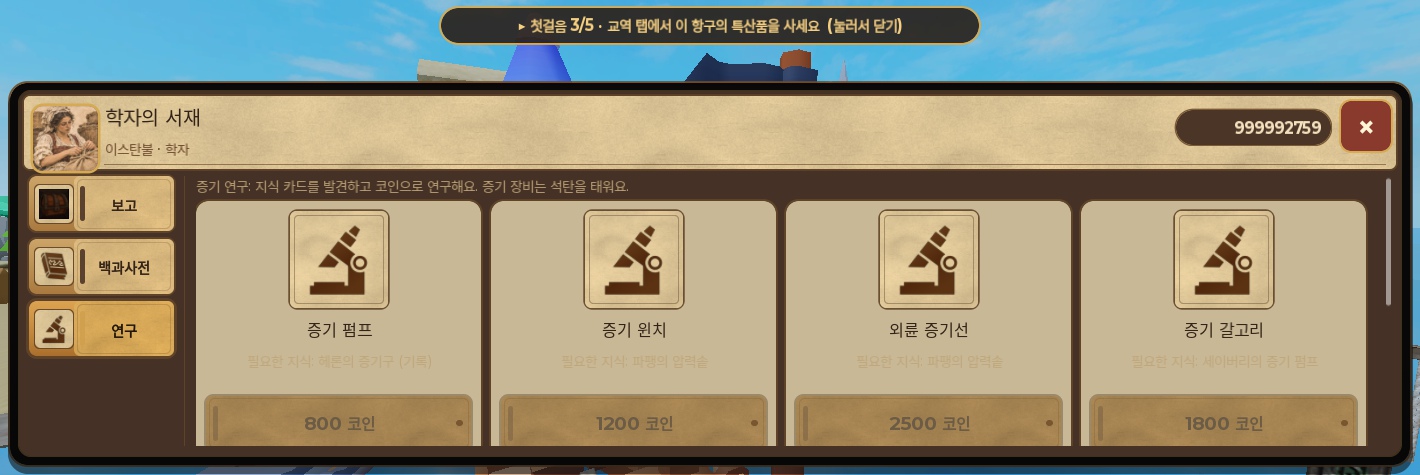 ▸ 첫걸음 3/5 · 교역 탭에서 이 항구의 특산품을 사세요 (눌러서 닫기)
학자의 서재
이스탄불 · 학자
999992759
×
보고
백과사전
연구
증기 연구: 지식 카드를 발견하고 코인으로 연구해요. 증기 장비는 석탄을 태워요.
증기 펌프
필요한 지식: 헤론의 증기구 (기록)
800 코인
증기 윈치
필요한 지식: 파팽의 압력솥
1200 코인
외륜 증기선
필요한 지식: 파팽의 압력솥
2500 코인
증기 갈고리
필요한 지식: 세이버리의 증기 펌프
1800 코인